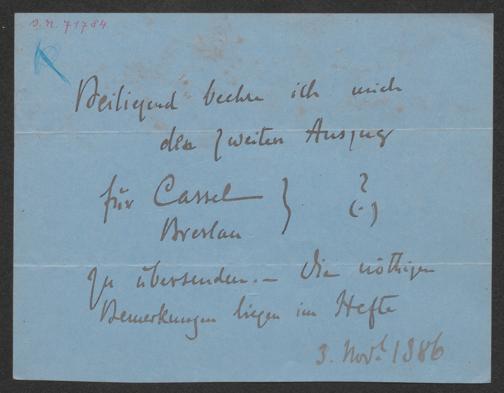 I.N. 71784
Beiliegend beehre ich mich
den zweiten Auszug
für Cassel } ?
Breslau (-)
zu übersenden. – Die nöthigen
Bemerkungen liegen im Hefte
3. Nov. 1886